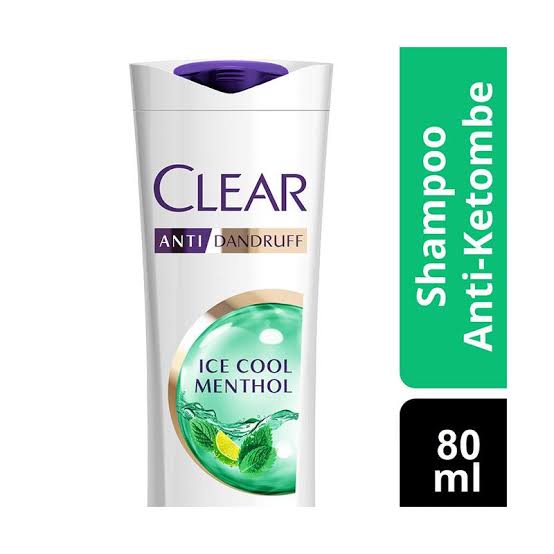 CLEAR
ANTI DANDRUFF
ICE COOL
MENTHOL
Shampoo
Anti-Ketombe
80
ml